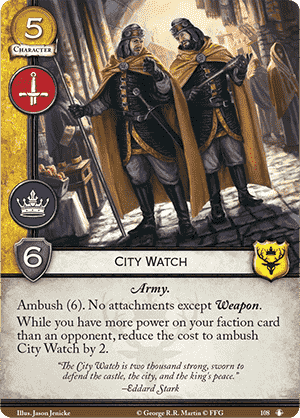 5
CHARACTER
6
CITY WATCH
Army.
Ambush (6). No attachments except Weapon.
While you have more power on your faction card
than an opponent, reduce the cost to ambush
City Watch by 2.
"The City Watch is two thousand strong, sworn to
defend the castle, the city, and the king's peace."
–Eddard Stark
Illus. Jason Jenicke
© George R.R. Martin © FFG
108